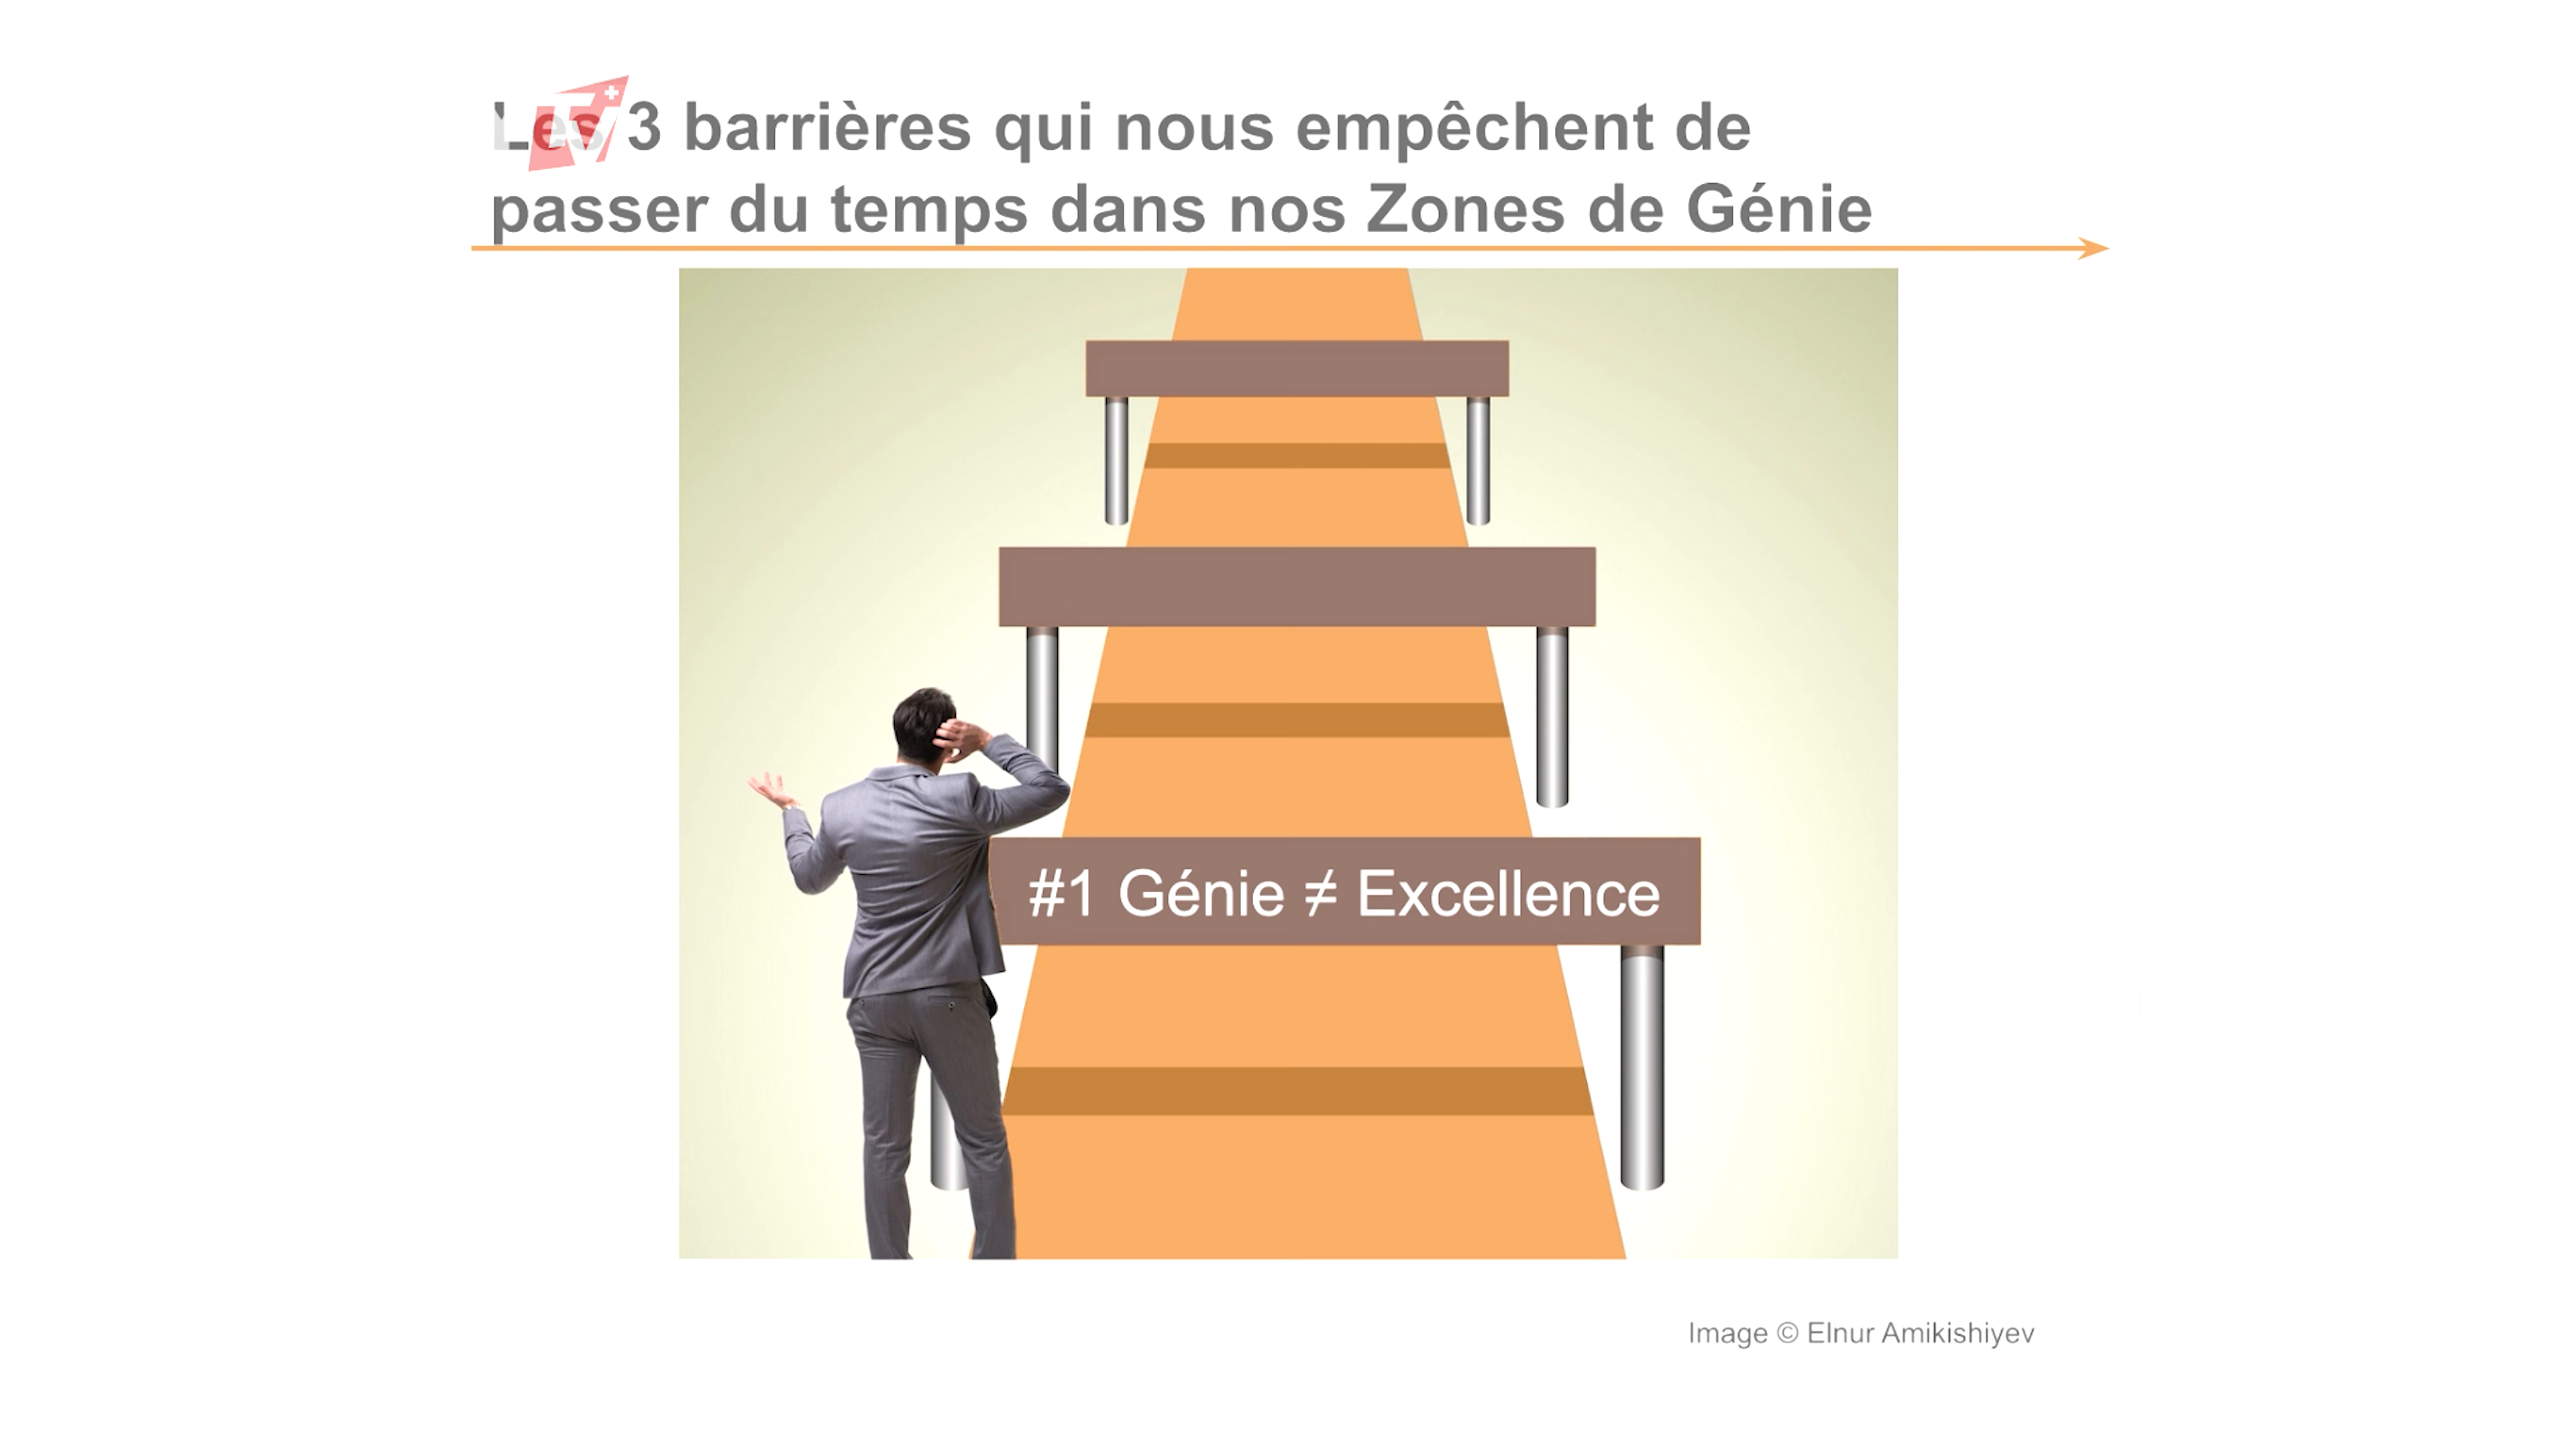 Les 3 barrières qui nous empêchent de
passer du temps dans nos Zones de Génie
#1 Génie ≠ Excellence
Image © Elnur Amikishiyev